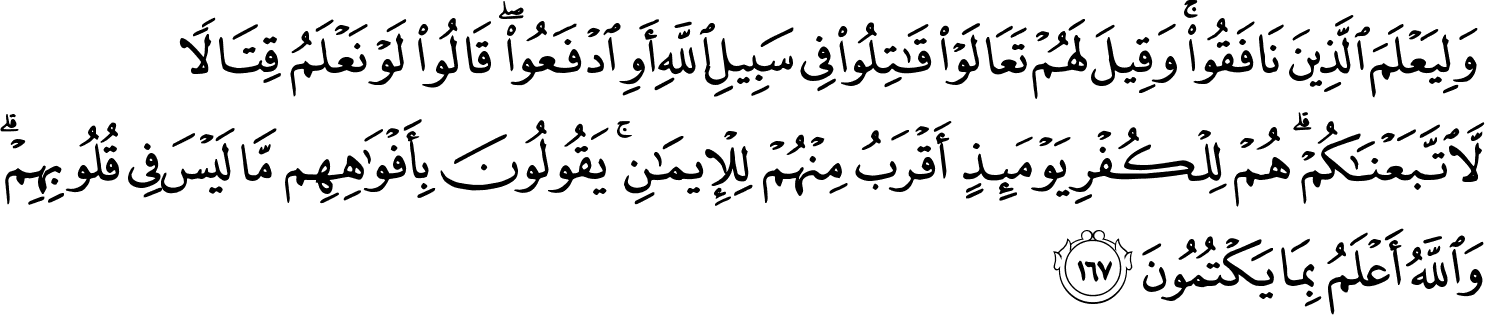 وَلِيَعْلَمَ ٱلَّذِينَ نَافَقُوا۟ ۚ وَقِيلَ لَهُمْ تَعَالَوْا۟ قَـٰتِلُوا۟ فِى سَبِيلِ ٱللَّهِ أَوِ ٱدْفَعُوا۟ ۖ قَالُوا۟ لَوْ نَعْلَمُ قِتَالًا
لَّٱتَّبَعْنَـٰكُمْ ۗ هُمْ لِلْكُفْرِ يَوْمَئِذٍ أَقْرَبُ مِنْهُمْ لِلْإِيمَـٰنِ ۚ يَقُولُونَ بِأَفْوَٰهِهِم مَّا لَيْسَ فِى قُلُوبِهِمْ ۗ
وَٱللَّهُ أَعْلَمُ بِمَا يَكْتُمُونَ ١٦٧